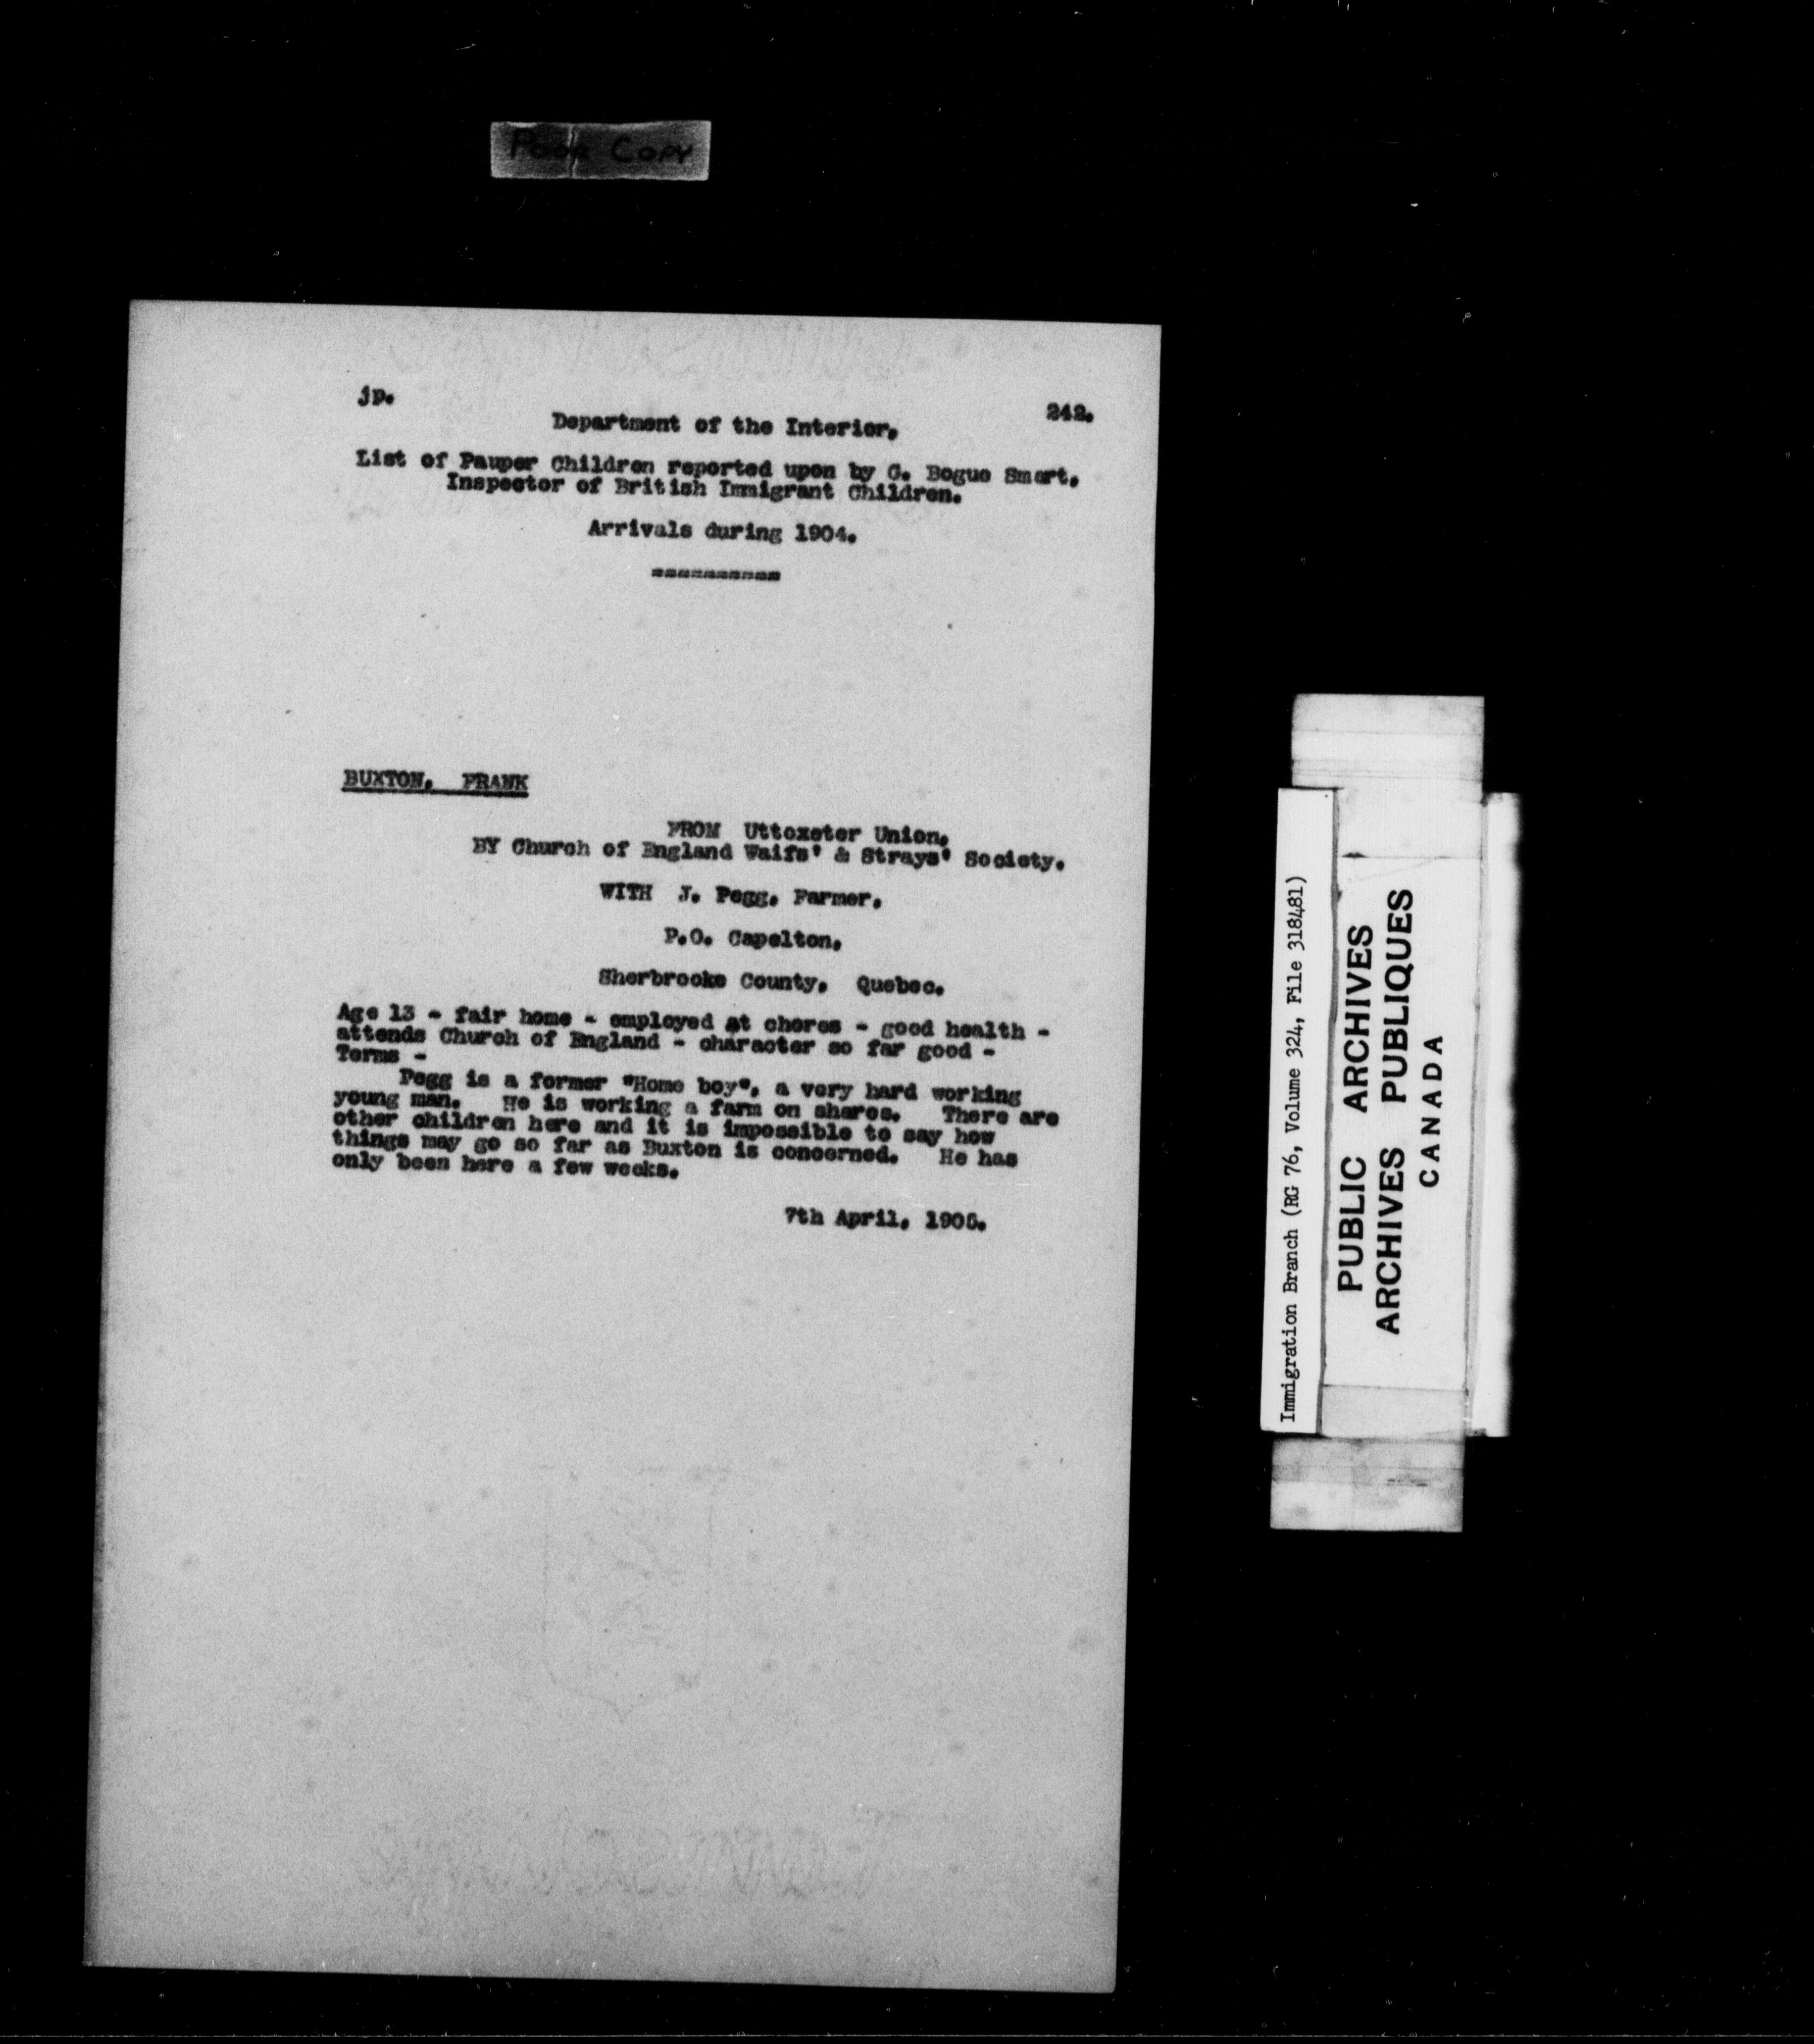 Poor Copy
jp.
242.
Department of the Interior,
List of Pauper Children reported upon by G. Bogue Smart,
Inspector of British Immigrant Children.
Arrivals during 1904.
==========
BUXTON, FRANK
FROM Uttoxeter Union,
BY Church of England Waifs' & Strays' Society.
WITH J. Pegg, Farmer,
P.O. Capelton,
Sherbrooke County, Quebec.
Age 13 - fair home - employed at chores - good health -
attends Church of England - character so far good -
Terms -
Pegg is a former "Home boy", a very hard working
young man. He is working a farm on shares. There are
other children here and it is impossible to say how
things may go so far as Buxton is concerned. He has
only been here a few weeks.
7th April, 1905.
Immigration Branch (RG 76, Volume 324, File 318481)
PUBLIC ARCHIVES
ARCHIVES PUBLIQUES
CANADA